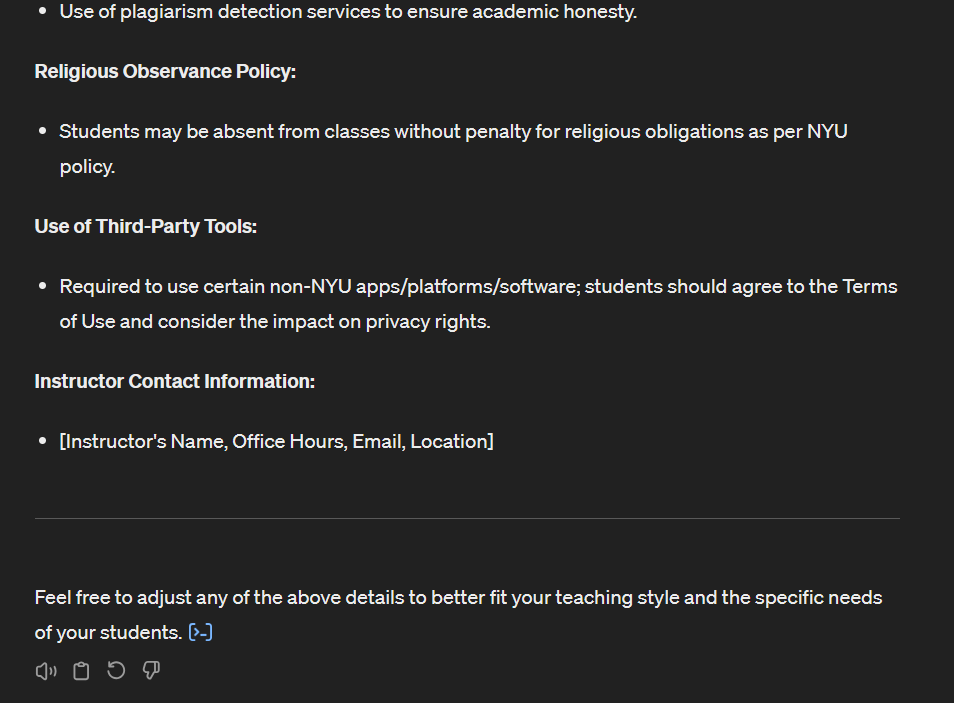 Use of plagiarism detection services to ensure academic honesty.
Religious Observance Policy:
Students may be absent from classes without penalty for religious obligations as per NYU
policy.
Use of Third-Party Tools:
Required to use certain non-NYU apps/platforms/software; students should agree to the Terms
of Use and consider the impact on privacy rights.
Instructor Contact Information:
[Instructor's Name, Office Hours, Email, Location]
Feel free to adjust any of the above details to better fit your teaching style and the specific needs
of your students. [>-]